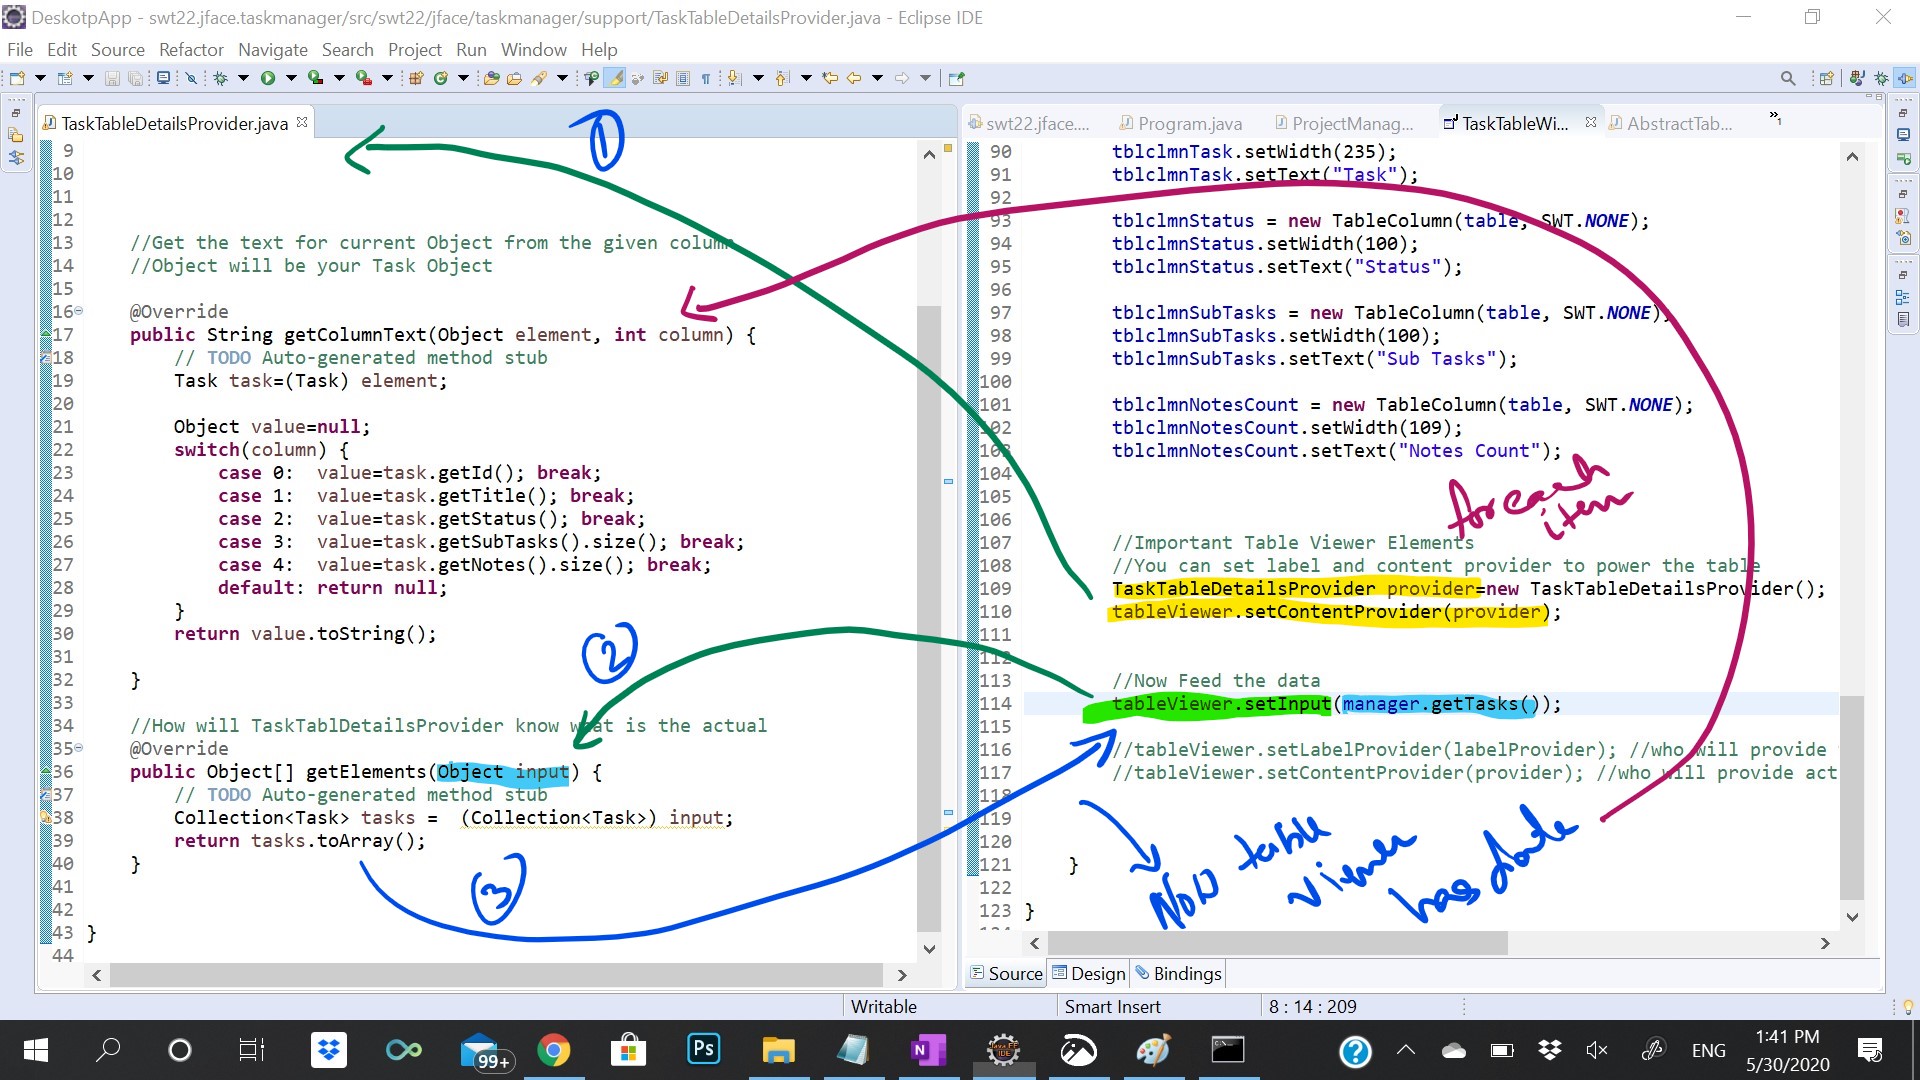 DeskotpApp - swt22.jface.taskmanager/src/swt22/jface/taskmanager/support/TaskTableDetailsProvider.java - Eclipse IDE
File Edit Source Refactor Navigate Search Project Run Window Help
TaskTableDetailsProvider.java
9
10
11
12
13 //Get the text for current Object from the given column
14 //Object will be your Task Object
15
16 @Override
17 public String getColumnText(Object element, int column) {
18 // TODO Auto-generated method stub
19 Task task=(Task) element;
20
21 Object value=null;
22 switch(column) {
23 case 0: value=task.getId(); break;
24 case 1: value=task.getTitle(); break;
25 case 2: value=task.getStatus(); break;
26 case 3: value=task.getSubTasks().size(); break;
27 case 4: value=task.getNotes().size(); break;
28 default: return null;
29 }
30 return value.toString();
31
32 }
33
34 //How will TaskTablDetailsProvider know what is the actual
35 @Override
36 public Object[] getElements(Object input) {
37 // TODO Auto-generated method stub
38 Collection<Task> tasks = (Collection<Task>) input;
39 return tasks.toArray();
40 }
41
42
43 }
44
1
2
3
swt22.jface.... Program.java ProjectManag... TaskTableWi... AbstractTab... »1
90 tblclmnTask.setWidth(235);
91 tblclmnTask.setText("Task");
92
93 tblclmnStatus = new TableColumn(table, SWT.NONE);
94 tblclmnStatus.setWidth(100);
95 tblclmnStatus.setText("Status");
96
97 tblclmnSubTasks = new TableColumn(table, SWT.NONE);
98 tblclmnSubTasks.setWidth(100);
99 tblclmnSubTasks.setText("Sub Tasks");
100
101 tblclmnNotesCount = new TableColumn(table, SWT.NONE);
102 tblclmnNotesCount.setWidth(109);
103 tblclmnNotesCount.setText("Notes Count");
104
105
106
for each
item
107 //Important Table Viewer Elements
108 //You can set label and content provider to power the table
109 TaskTableDetailsProvider provider=new TaskTableDetailsProvider();
110 tableViewer.setContentProvider(provider);
111
112
113 //Now Feed the data
114 tableViewer.setInput(manager.getTasks());
115
116 //tableViewer.setLabelProvider(labelProvider); //who will provide
117 //tableViewer.setContentProvider(provider); //who will provide act
118
119
120
121 }
122
123 }
Now table
viewer
has data
Source Design Bindings
Writable Smart Insert 8 : 14 : 209
99+
Ps
N
Java EE
IDE
ENG
1:41 PM
5/30/2020